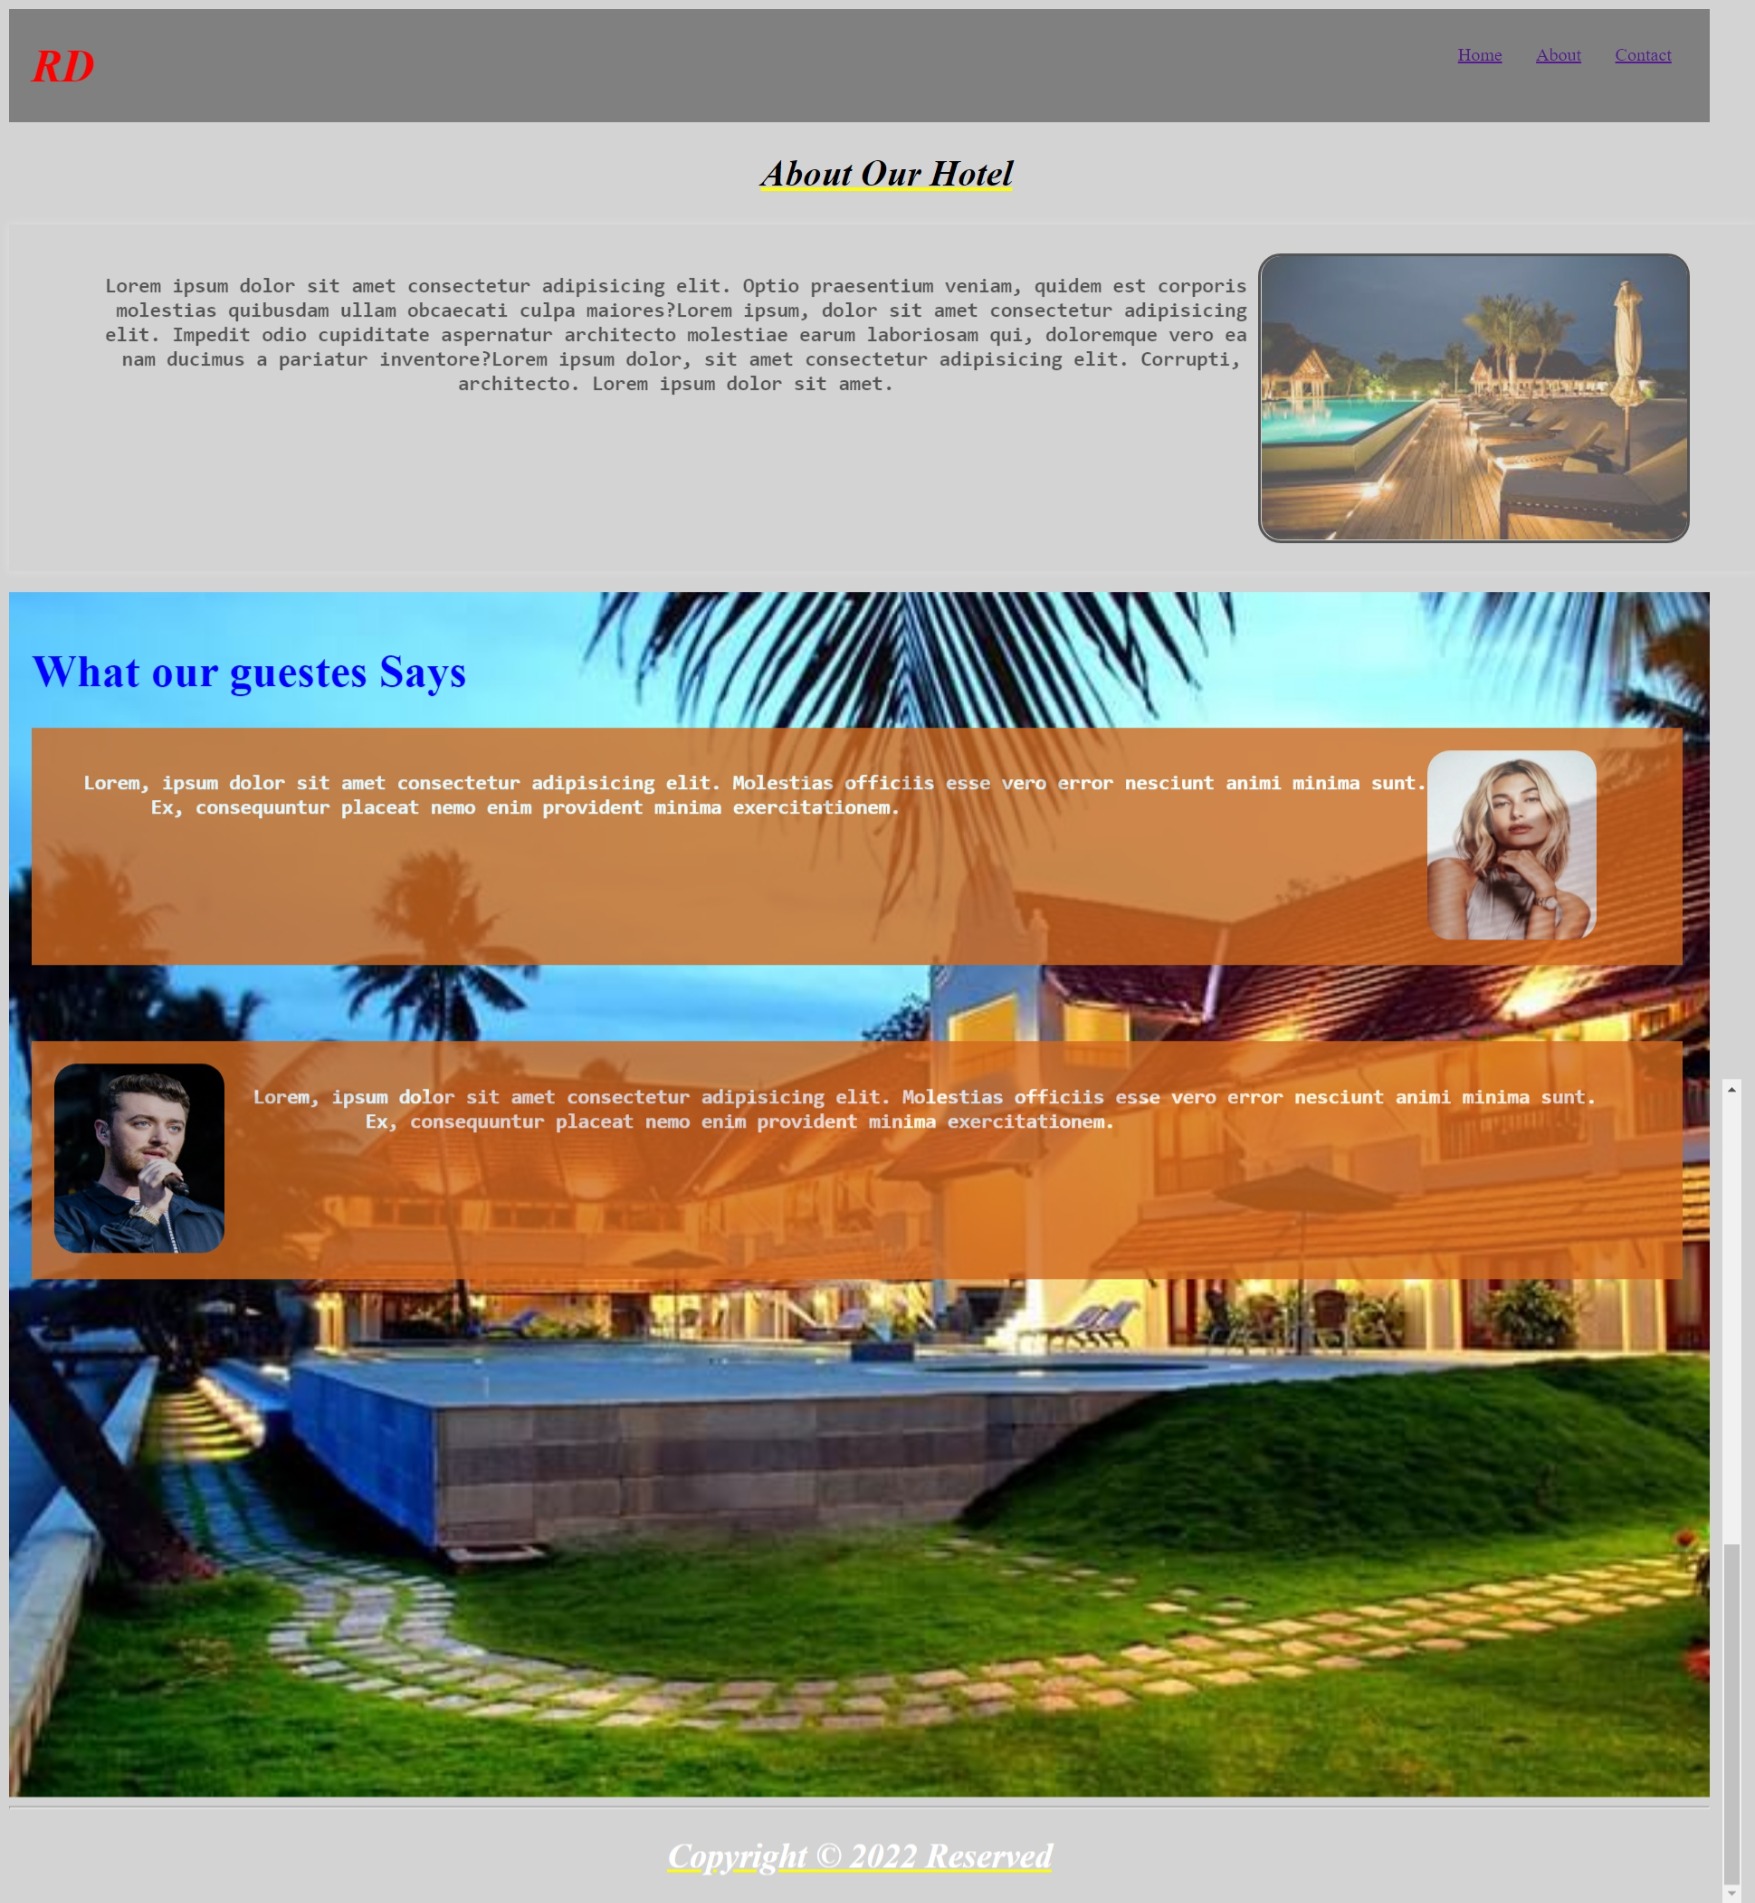 RD
Home About Contact
About Our Hotel
Lorem ipsum dolor sit amet consectetur adipisicing elit. Optio praesentium veniam, quidem est corporis
molestias quibusdam ullam obcaecati culpa maiores?Lorem ipsum, dolor sit amet consectetur adipisicing
elit. Impedit odio cupiditate aspernatur architecto molestiae earum laboriosam qui, doloremque vero ea
nam ducimus a pariatur inventore?Lorem ipsum dolor, sit amet consectetur adipisicing elit. Corrupti,
architecto. Lorem ipsum dolor sit amet.
What our guestes Says
Lorem, ipsum dolor sit amet consectetur adipisicing elit. Molestias officiis esse vero error nesciunt animi minima sunt.
Ex, consequuntur placeat nemo enim provident minima exercitationem.
Lorem, ipsum dolor sit amet consectetur adipisicing elit. Molestias officiis esse vero error nesciunt animi minima sunt.
Ex, consequuntur placeat nemo enim provident minima exercitationem.
Copyright © 2022 Reserved